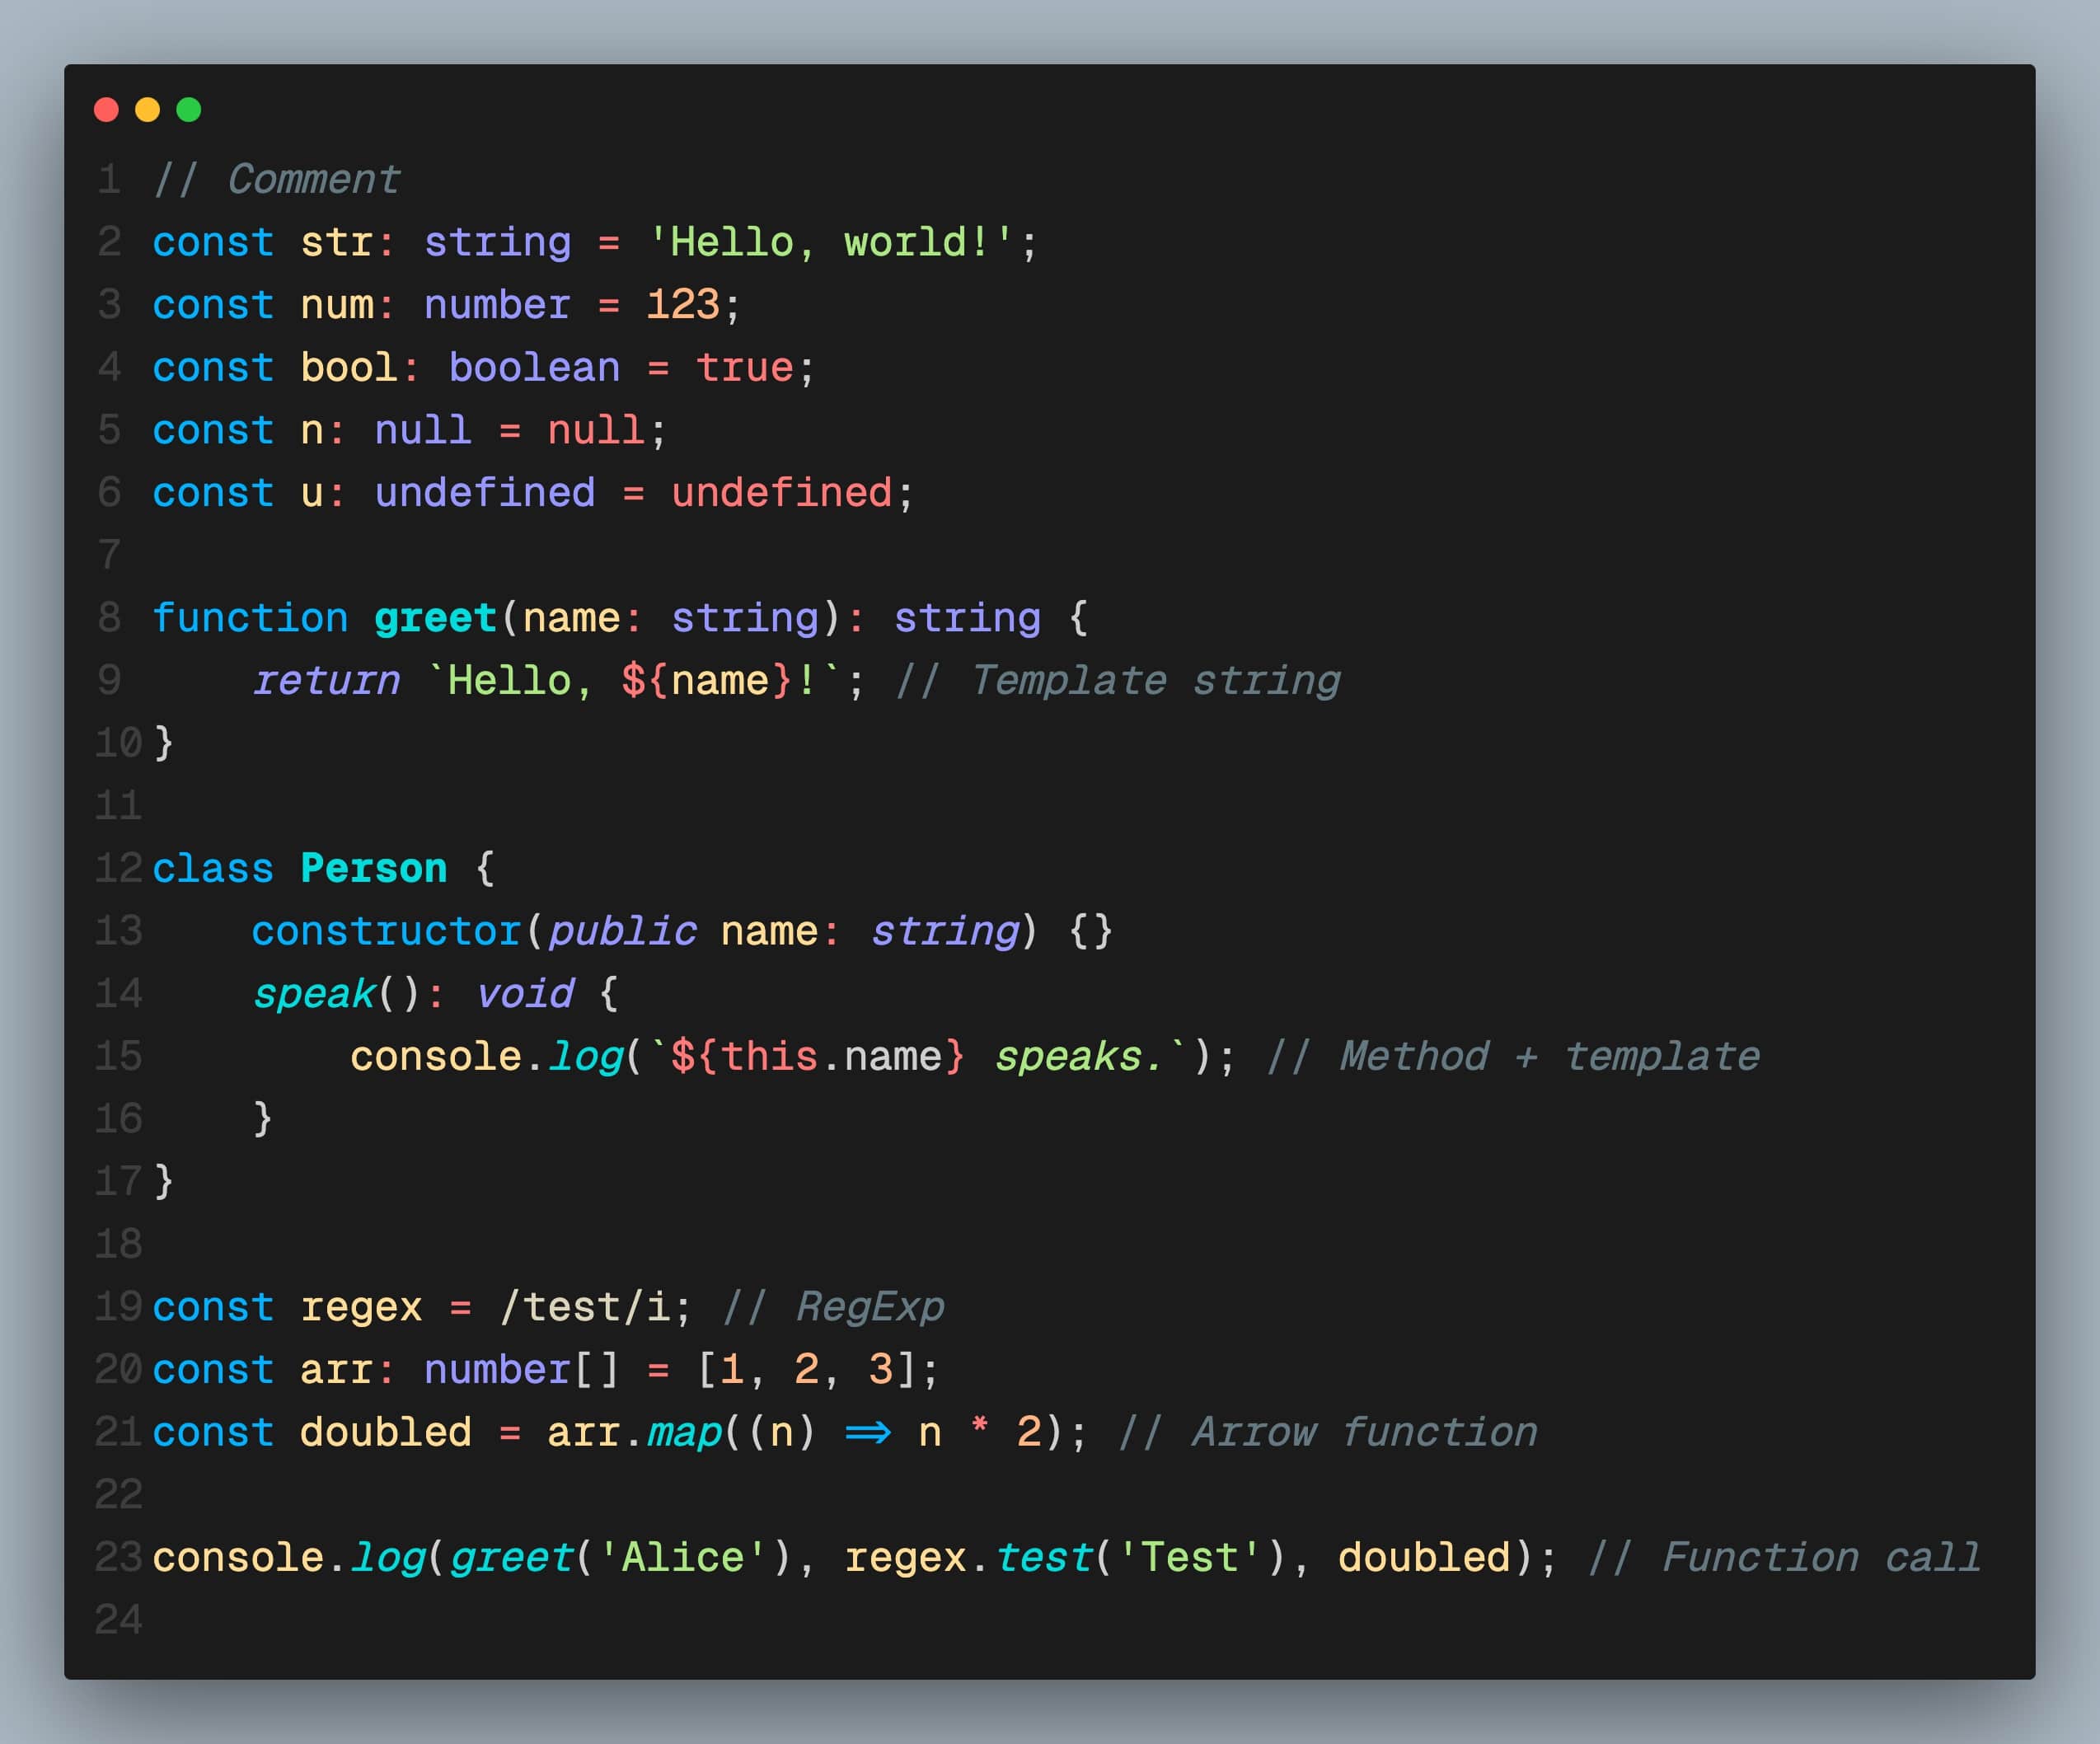 1 // Comment
2 const str: string = 'Hello, world!';
3 const num: number = 123;
4 const bool: boolean = true;
5 const n: null = null;
6 const u: undefined = undefined;
7
8 function greet(name: string): string {
9     return `Hello, ${name}!`; // Template string
10 }
11
12 class Person {
13     constructor(public name: string) {}
14     speak(): void {
15         console.log(`${this.name} speaks.`); // Method + template
16     }
17 }
18
19 const regex = /test/i; // RegExp
20 const arr: number[] = [1, 2, 3];
21 const doubled = arr.map((n) => n * 2); // Arrow function
22
23 console.log(greet('Alice'), regex.test('Test'), doubled); // Function call
24